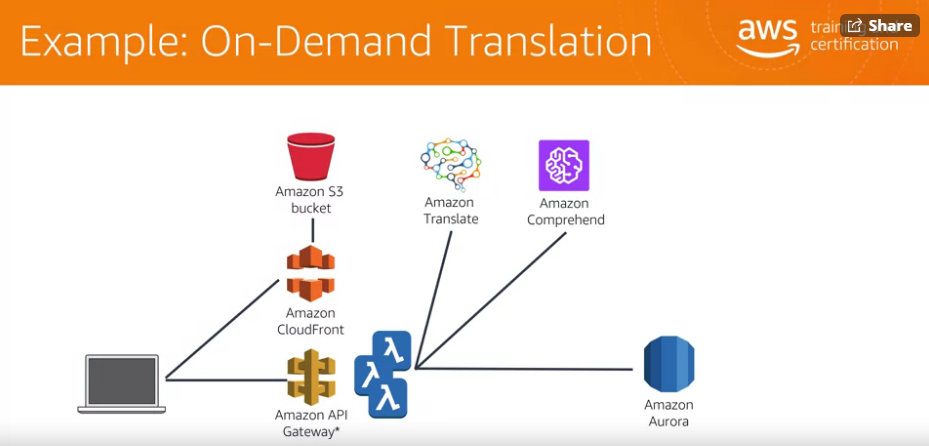 Example: On-Demand Translation
aws
training
certification
Share
Amazon S3
bucket
Amazon
Translate
Amazon
Comprehend
Amazon
CloudFront
Amazon API
Gateway*
λ
λ
λ
Amazon
Aurora